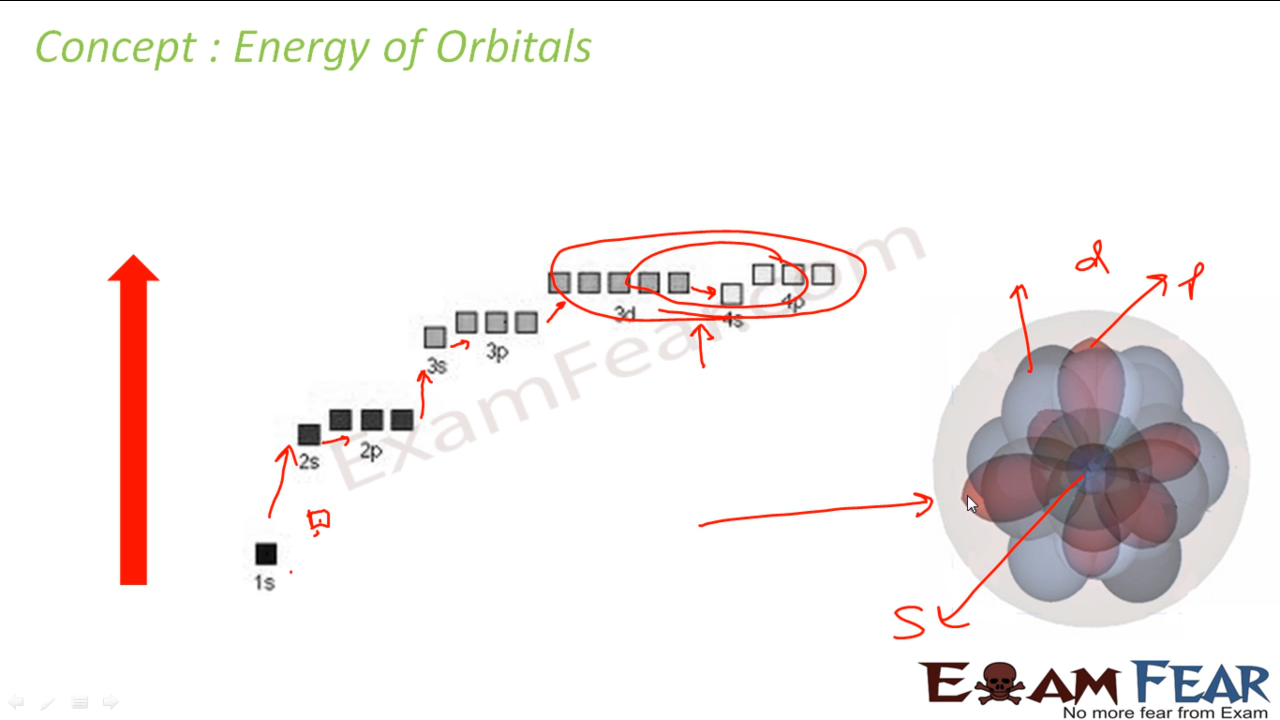 Concept : Energy of Orbitals
ExamFear.com
3d
4s
4p
3s
3p
2s
2p
1s
d
p
S
EXAM FEAR
No more fear from Exam